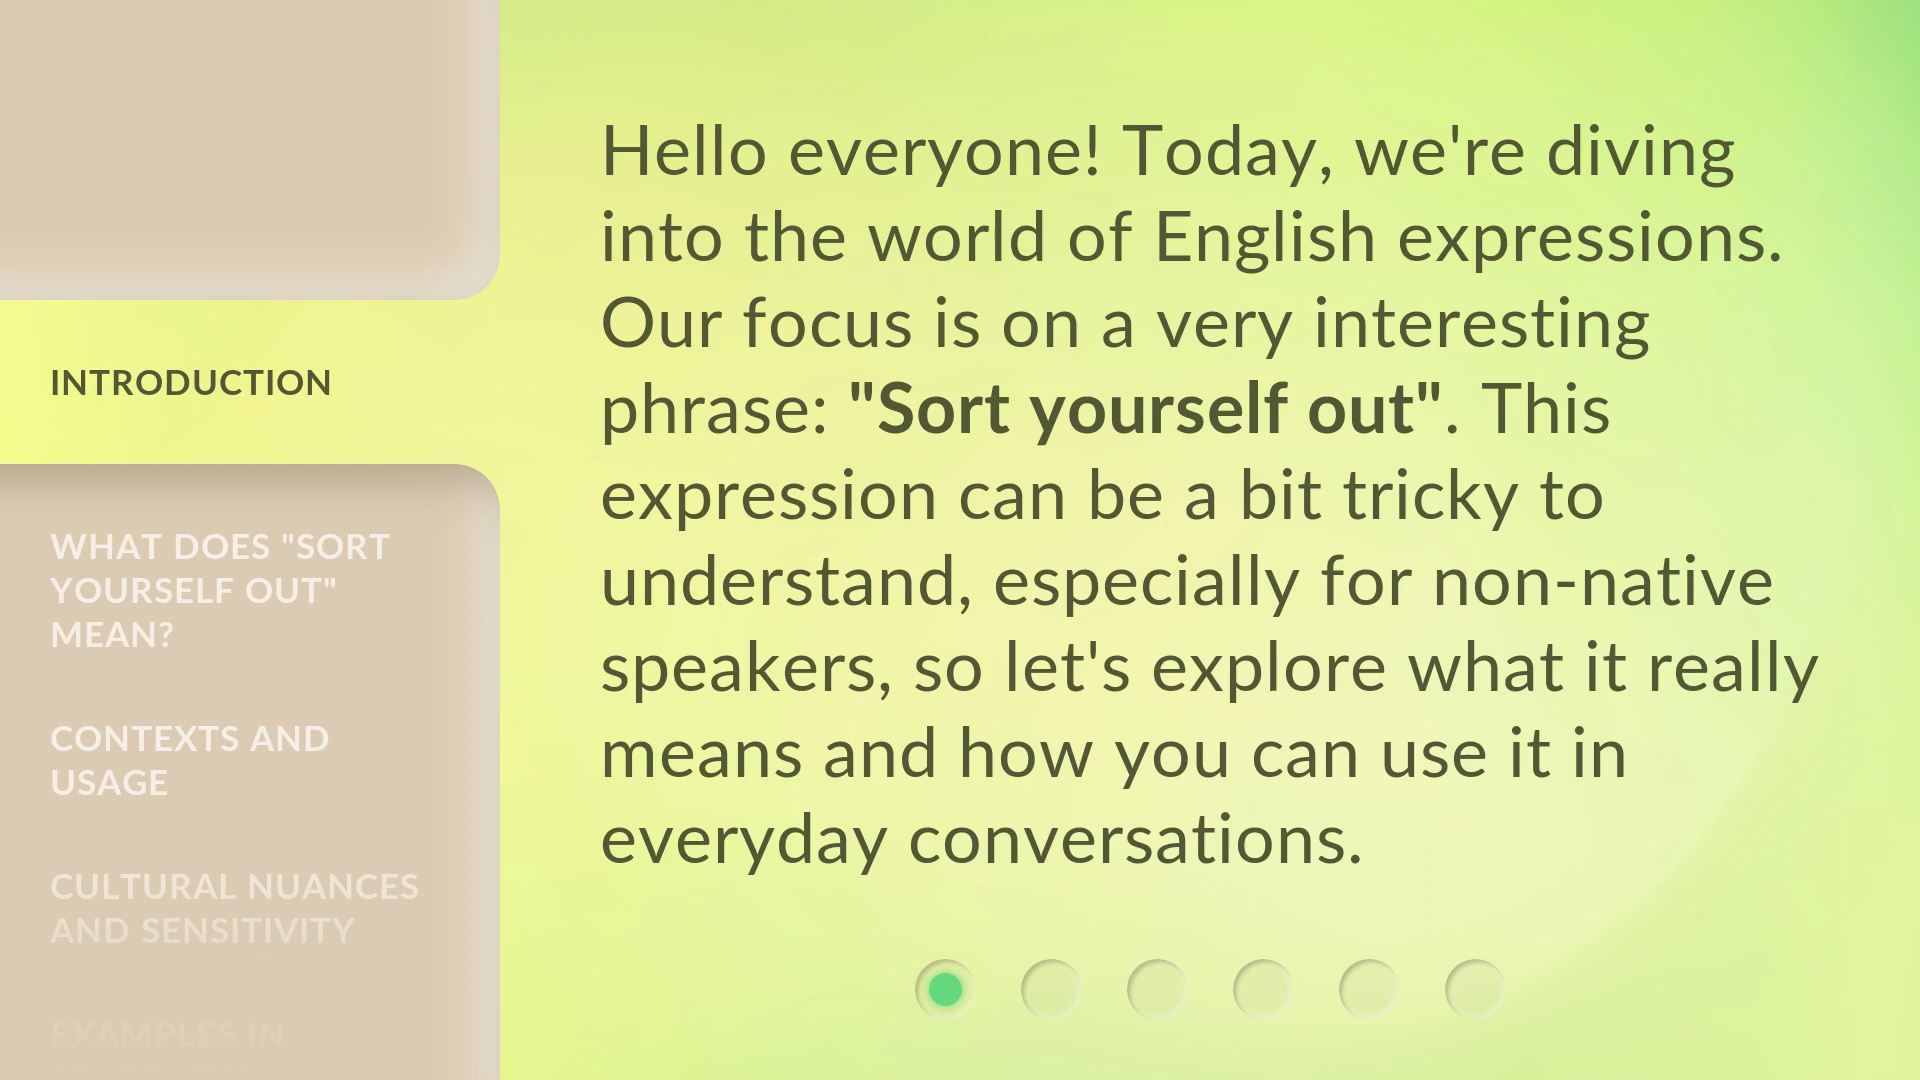 INTRODUCTION
WHAT DOES "SORT
YOURSELF OUT"
MEAN?
CONTEXTS AND
USAGE
CULTURAL NUANCES
AND SENSITIVITY
EXAMPLES IN
Hello everyone! Today, we're diving
into the world of English expressions.
Our focus is on a very interesting
phrase: "Sort yourself out". This
expression can be a bit tricky to
understand, especially for non-native
speakers, so let's explore what it really
means and how you can use it in
everyday conversations.